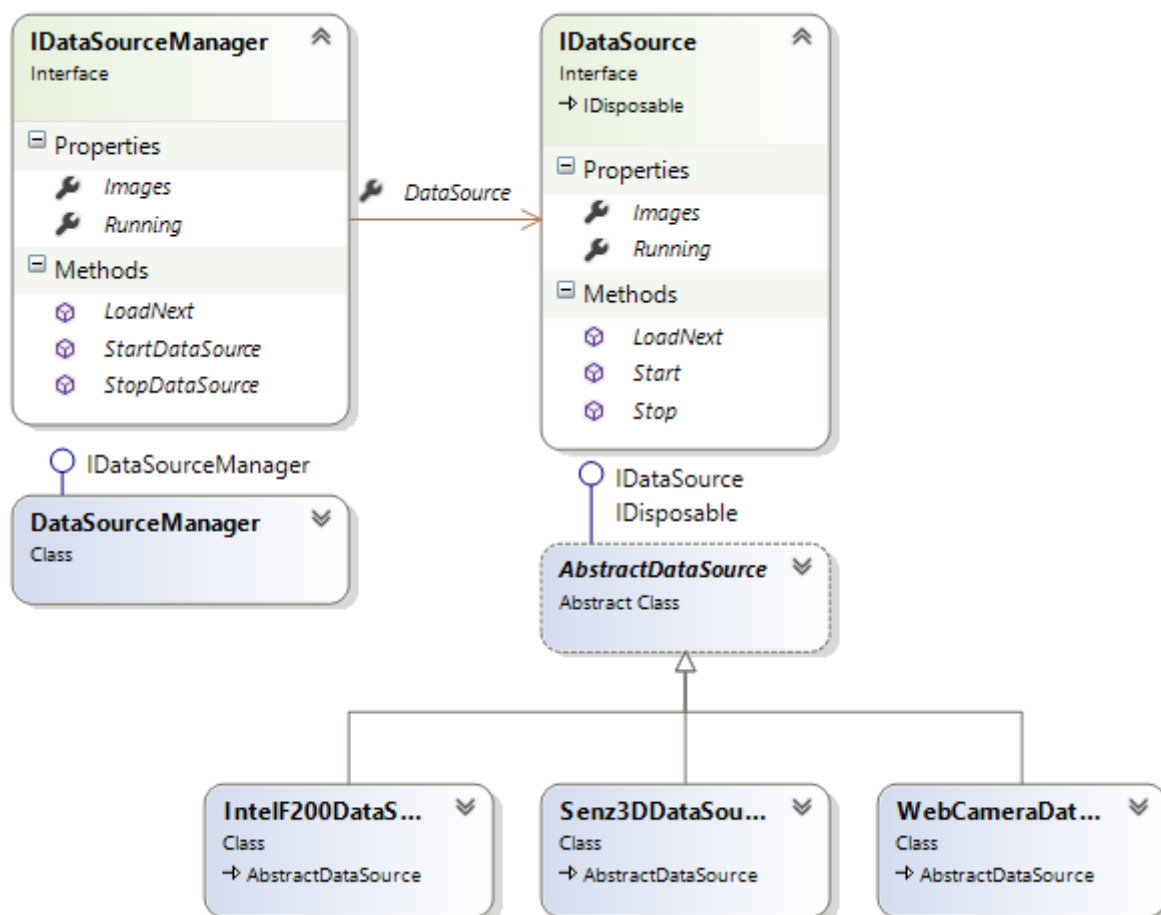 IDataSourceManager
Interface
Properties
Images
Running
Methods
LoadNext
StartDataSource
StopDataSource
DataSource
IDataSource
Interface
IDisposable
Properties
Images
Running
Methods
LoadNext
Start
Stop
IDataSourceManager
DataSourceManager
Class
IDataSource
IDisposable
AbstractDataSource
Abstract Class
IntelF200DataS...
Class
AbstractDataSource
Senz3DDataSou...
Class
AbstractDataSource
WebCameraDat...
Class
AbstractDataSource